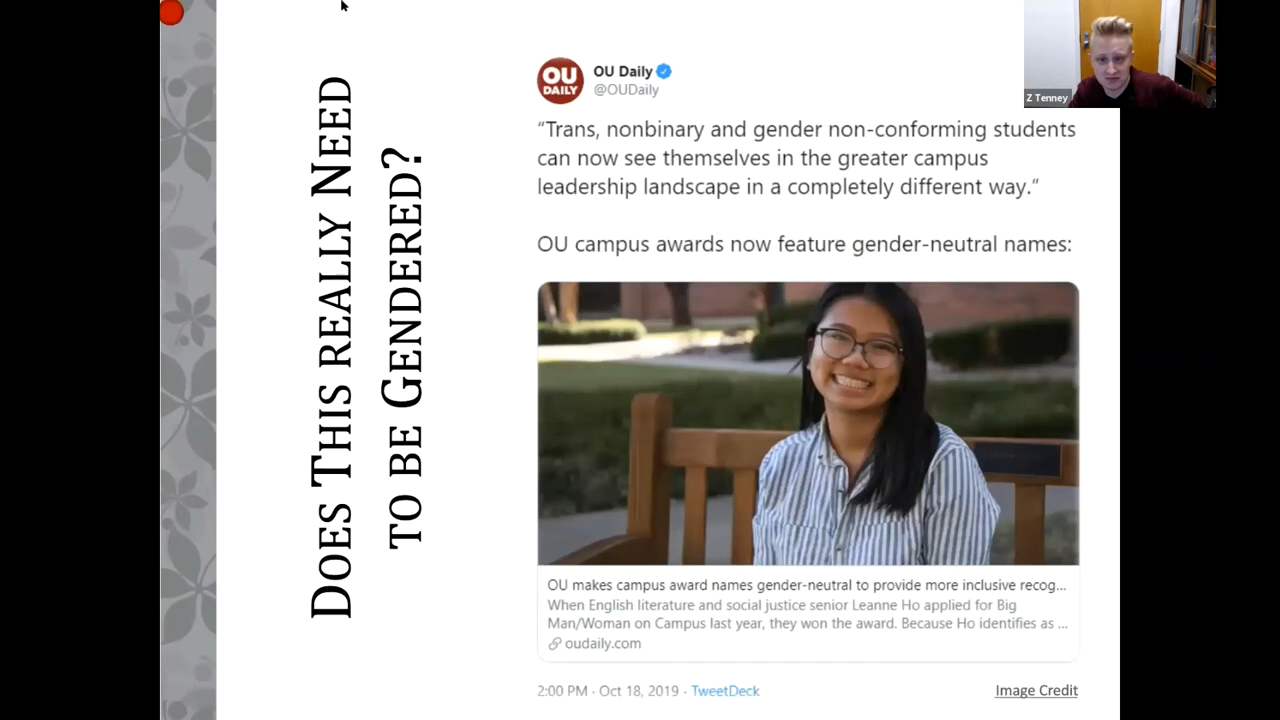 DOES THIS REALLY NEED
TO BE GENDERED?
OU
DAILY
OU Daily
@OUDaily
“Trans, nonbinary and gender non-conforming students
can now see themselves in the greater campus
leadership landscape in a completely different way.”
OU campus awards now feature gender-neutral names:
OU makes campus award names gender-neutral to provide more inclusive recog...
When English literature and social justice senior Leanne Ho applied for Big
Man/Woman on Campus last year, they won the award. Because Ho identifies as ...
oudaily.com
2:00 PM · Oct 18, 2019 · TweetDeck
Image Credit
Z Tenney